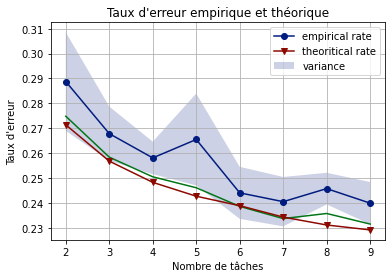 Taux d'erreur empirique et théorique
empirical rate
theoritical rate
variance
Taux d'erreur
0.31
0.30
0.29
0.28
0.27
0.26
0.25
0.24
0.23
2 3 4 5 6 7 8 9
Nombre de tâches